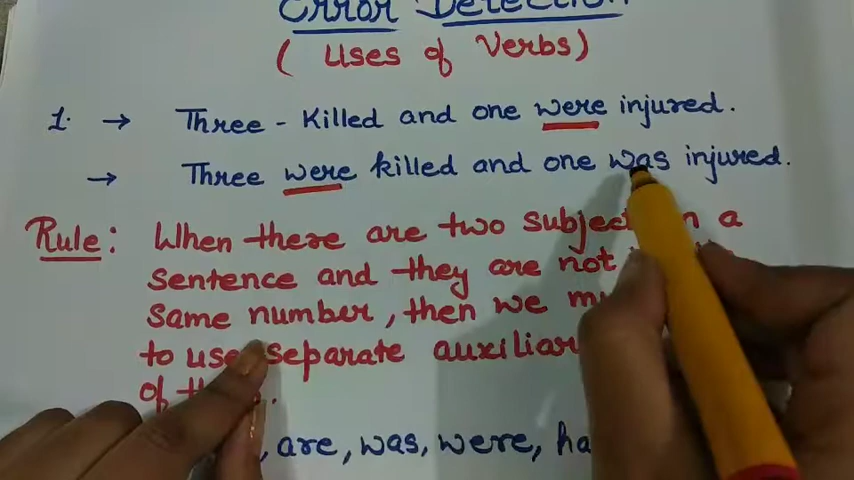 Error Detection
( Uses of Verbs)
1. → Three - Killed and one were injured.
→ Three were killed and one was injured.
Rule: When there are two subject in a
sentence and they are not
same number, then we
to use separate
of
, are, was, were,